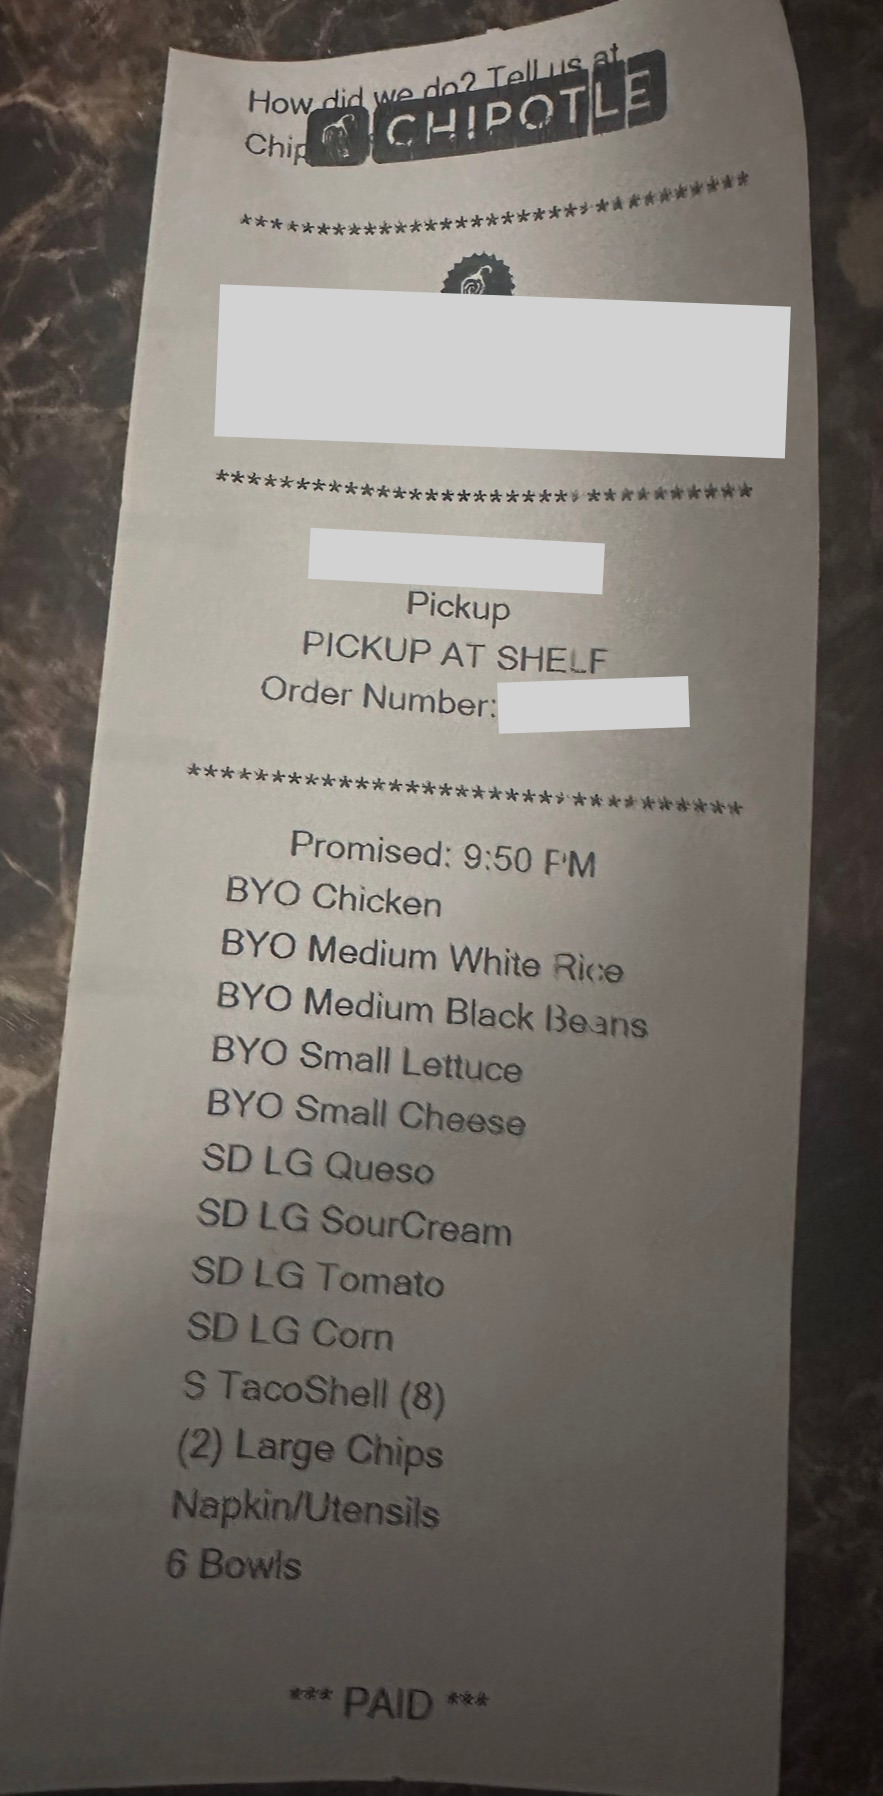 How did we do? Tell us at
Chip
CHIPOTLE
*********************************
*********************************
Pickup
PICKUP AT SHELF
Order Number:
*********************************
Promised: 9:50 PM
BYO Chicken
BYO Medium White Rice
BYO Medium Black Beans
BYO Small Lettuce
BYO Small Cheese
SD LG Queso
SD LG SourCream
SD LG Tomato
SD LG Corn
S TacoShell (8)
(2) Large Chips
Napkin/Utensils
6 Bowls
*** PAID ***